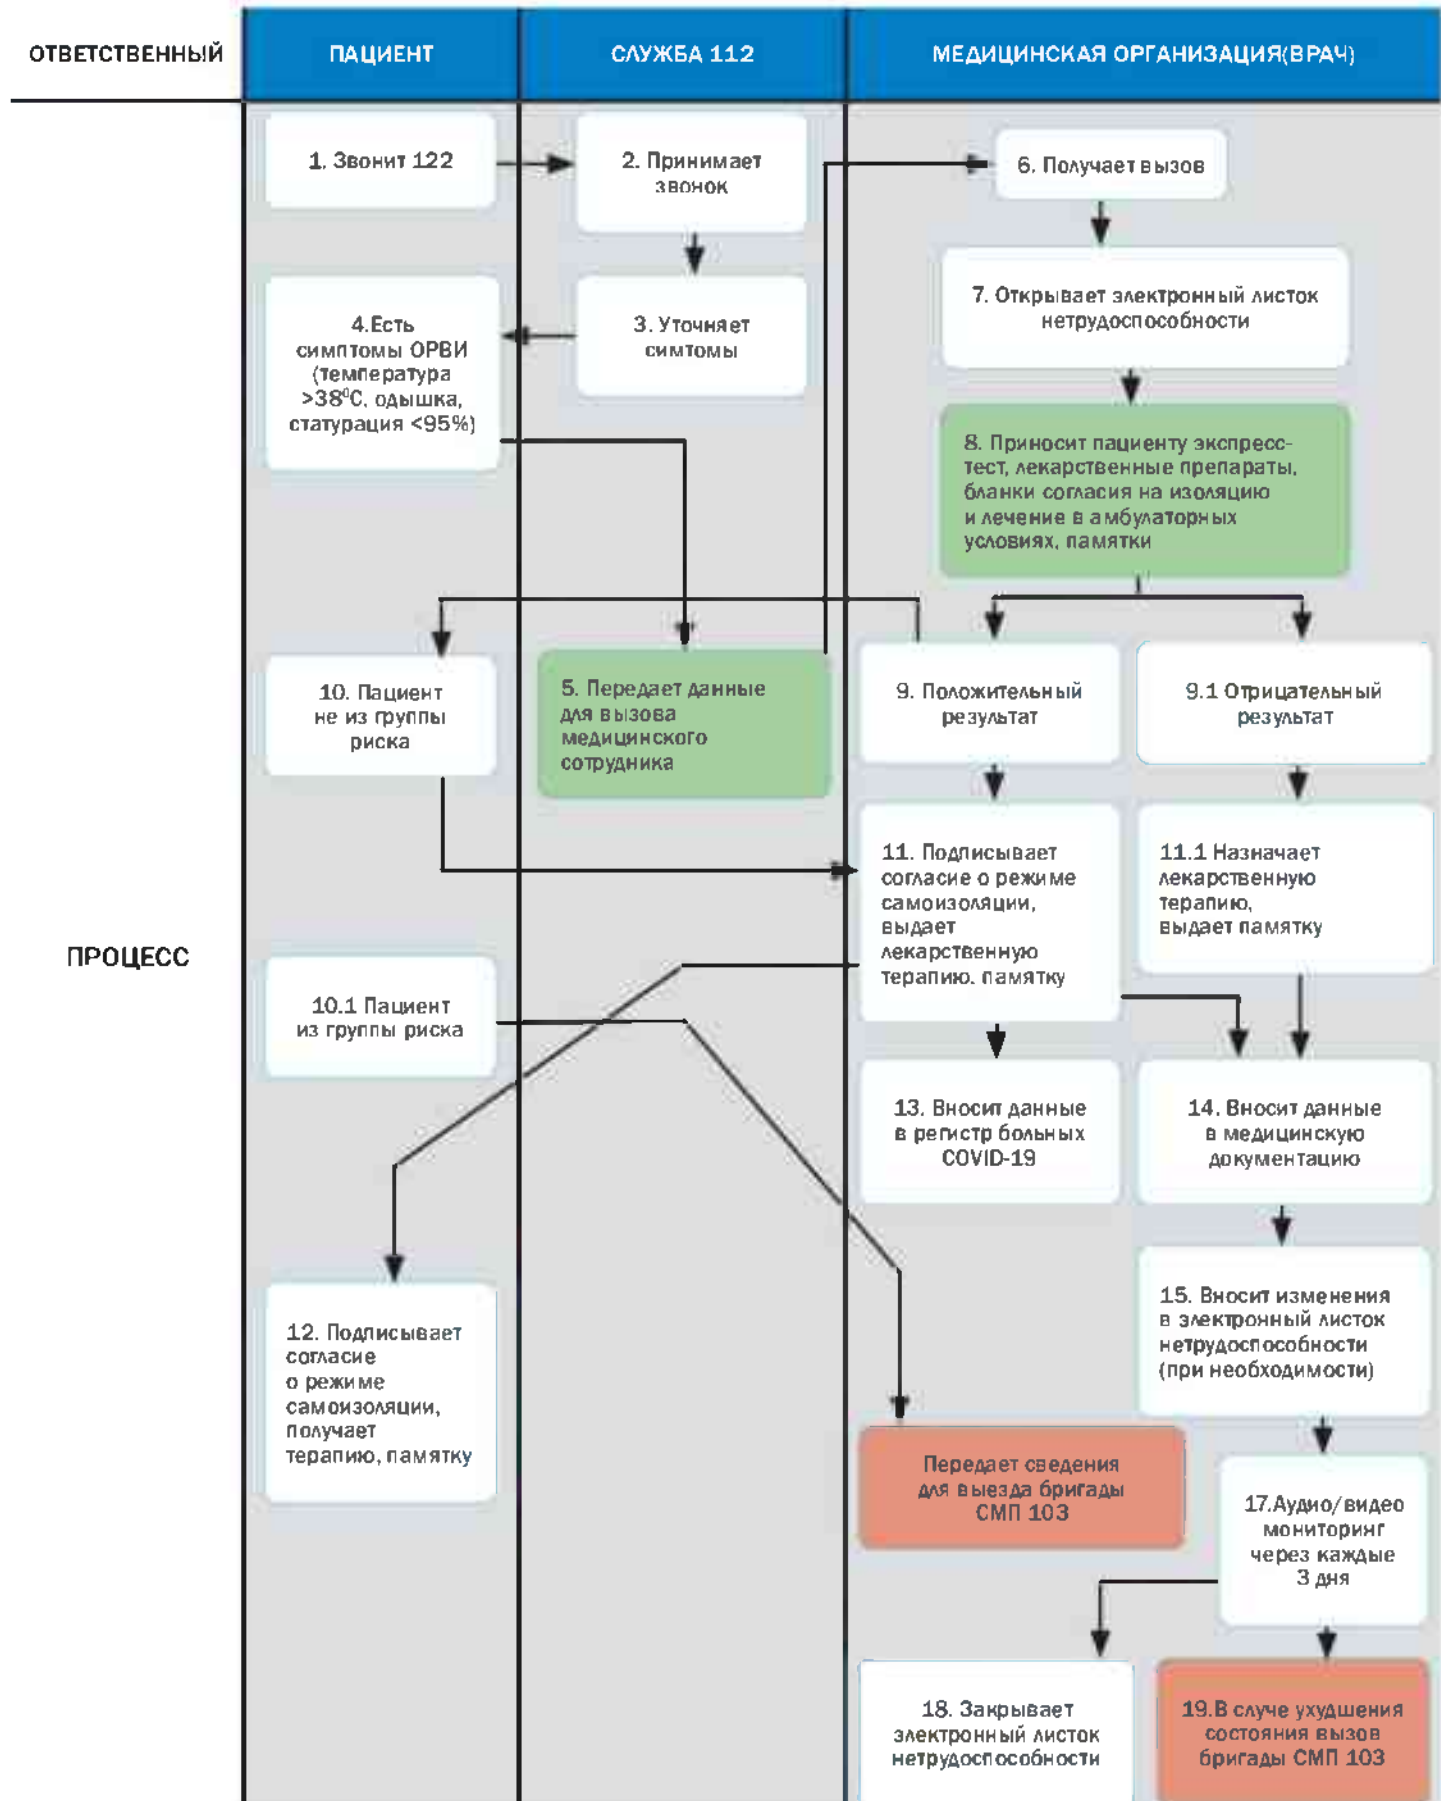 ОТВЕТСТВЕННЫЙ
ПАЦИЕНТ
СЛУЖБА 112
МЕДИЦИНСКАЯ ОРГАНИЗАЦИЯ(ВРАЧ)
ПРОЦЕСС
1. Звонит 122
2. Принимает
звонок
3. Уточняет
симтомы
4.Есть
симптомы ОРВИ
(температура
>38⁰С, одышка,
статурация <95%)
5. Передает данные
для вызова
медицинского
сотрудника
6. Получает вызов
7. Открывает электронный листок
нетрудоспособности
8. Приносит пациенту экспресс-
тест, лекарственные препараты,
бланки согласия на изоляцию
и лечение в амбулаторных
условиях, памятки
9. Положительный
результат
9.1 Отрицательный
результат
10. Пациент
не из группы
риска
10.1 Пациент
из группы риска
11. Подписывает
согласие о режиме
самоизоляции,
выдает
лекарственную
терапию. памятку
11.1 Назначает
лекарственную
терапию,
выдает памятку
12. Подписывает
согласие
о режиме
самоизоляции,
получает
терапию, памятку
13. Вносит данные
в регистр больных
COVID-19
14. Вносит данные
в медицинскую
документацию
15. Вносит изменения
в электронный листок
нетрудоспособности
(при необходимости)
Передает сведения
для выезда бригады
СМП 103
17.Аудио/видео
мониторинг
через каждые
3 дня
18. Закрывает
электронный листок
нетрудоспособности
19.В случе ухудшения
состояния вызов
бригады СМП 103